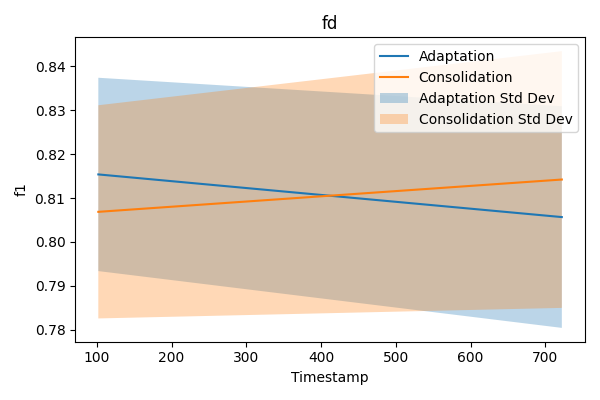 fd
Adaptation
Consolidation
Adaptation Std Dev
Consolidation Std Dev
f1
0.84
0.83
0.82
0.81
0.80
0.79
0.78
100 200 300 400 500 600 700
Timestamp